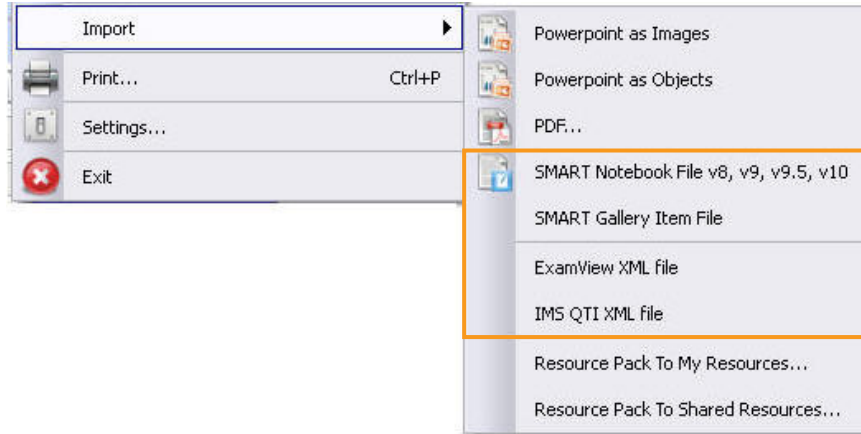 Import
Print... Ctrl+P
Settings...
Exit
Powerpoint as Images
Powerpoint as Objects
PDF...
SMART Notebook File v8, v9, v9.5, v10
SMART Gallery Item File
ExamView XML file
IMS QTI XML file
Resource Pack To My Resources...
Resource Pack To Shared Resources...